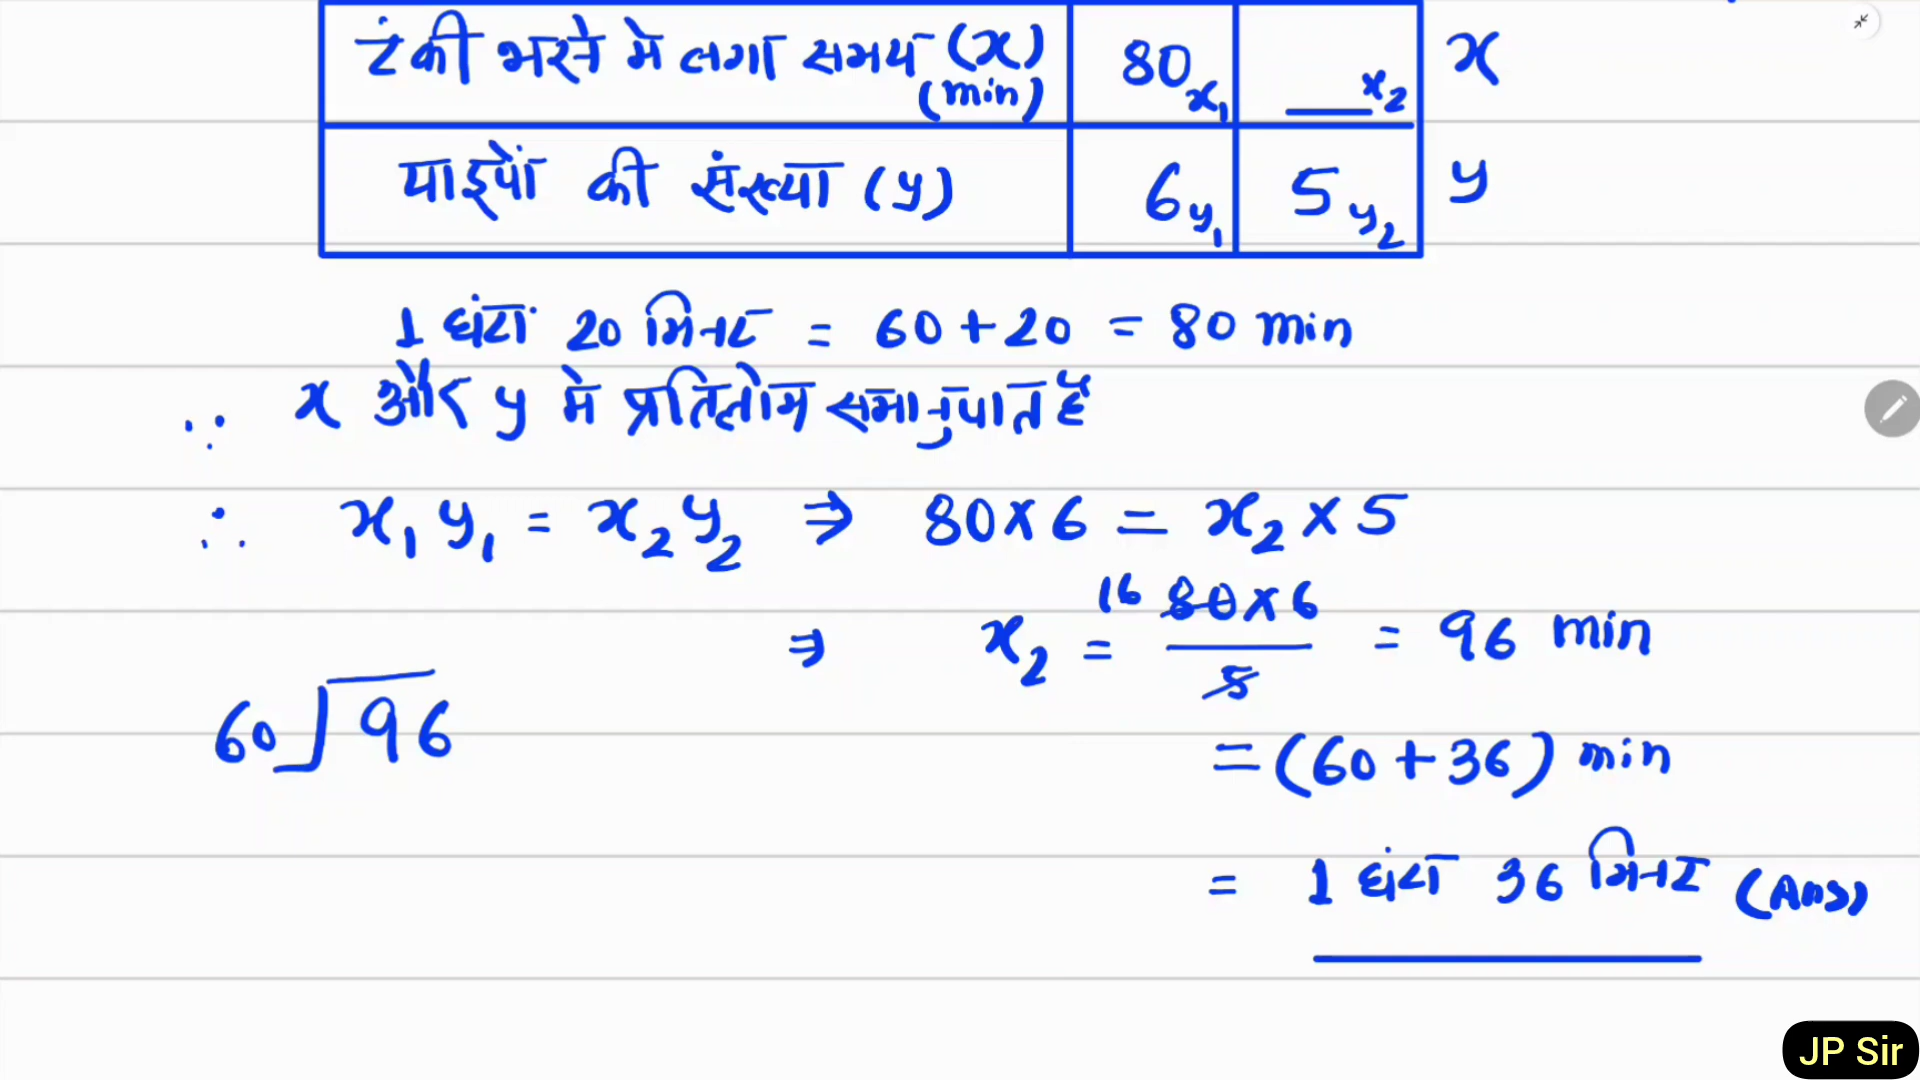 टंकी भरने में लगा समय (x) 80 x₁ __ x₂ x
(min)
पाइपों की संख्या (y) 6 y₁ 5 y₂ y
1 घंटा 20 मिनट = 60 + 20 = 80 min
∵ x और y में प्रतिलोम समानुपात है
∴ x₁ y₁ = x₂ y₂ ⇒ 80 × 6 = x₂ × 5
⇒ x₂ = 16 80 × 6 / 5 = 96 min
60 ) 96
= (60 + 36) min
= 1 घंटा 36 मिनट (Ans)
JP Sir